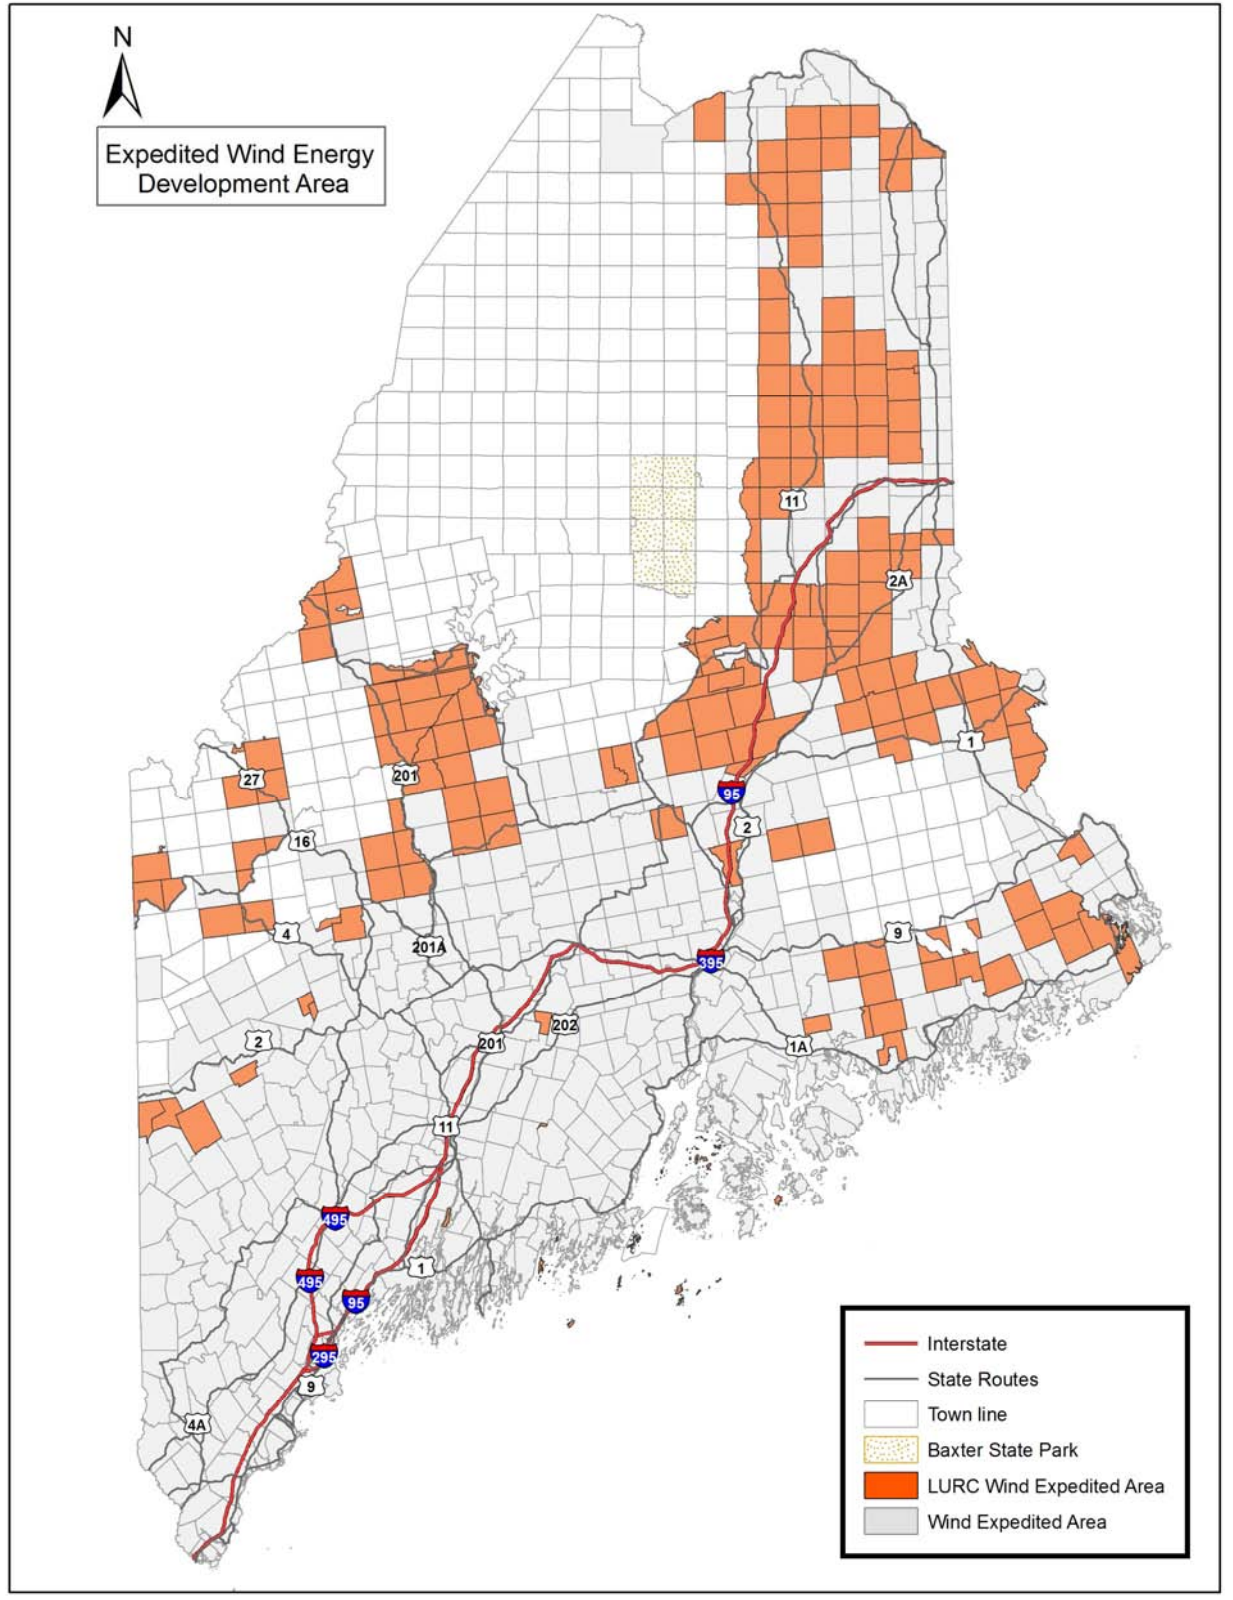 N
Expedited Wind Energy
Development Area
11
2A
1
27
201
95
2
16
4
201A
9
395
2
201
202
1A
11
495
1
495
95
295
9
4A
Interstate
State Routes
Town line
Baxter State Park
LURC Wind Expedited Area
Wind Expedited Area